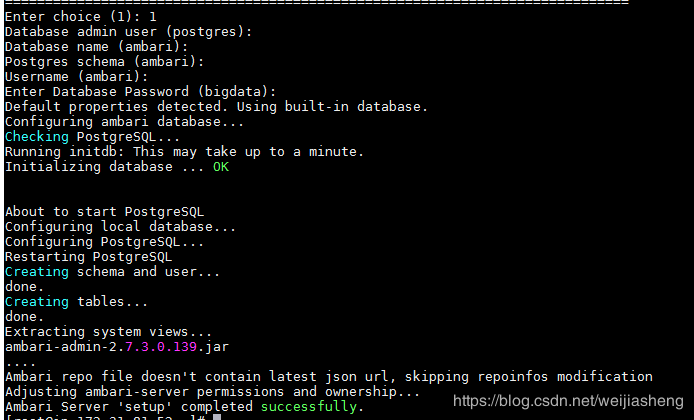 ================================================================================
Enter choice (1): 1
Database admin user (postgres):
Database name (ambari):
Postgres schema (ambari):
Username (ambari):
Enter Database Password (bigdata):
Default properties detected. Using built-in database.
Configuring ambari database...
Checking PostgreSQL...
Running initdb: This may take up to a minute.
Initializing database ... OK
About to start PostgreSQL
Configuring local database...
Configuring PostgreSQL...
Restarting PostgreSQL
Creating schema and user...
done.
Creating tables...
done.
Extracting system views...
ambari-admin-2.7.3.0.139.jar
....
Ambari repo file doesn't contain latest json url, skipping repoinfos modification
Adjusting ambari-server permissions and ownership...
Ambari Server 'setup' completed successfully.
https://blog.csdn.net/weijiasheng